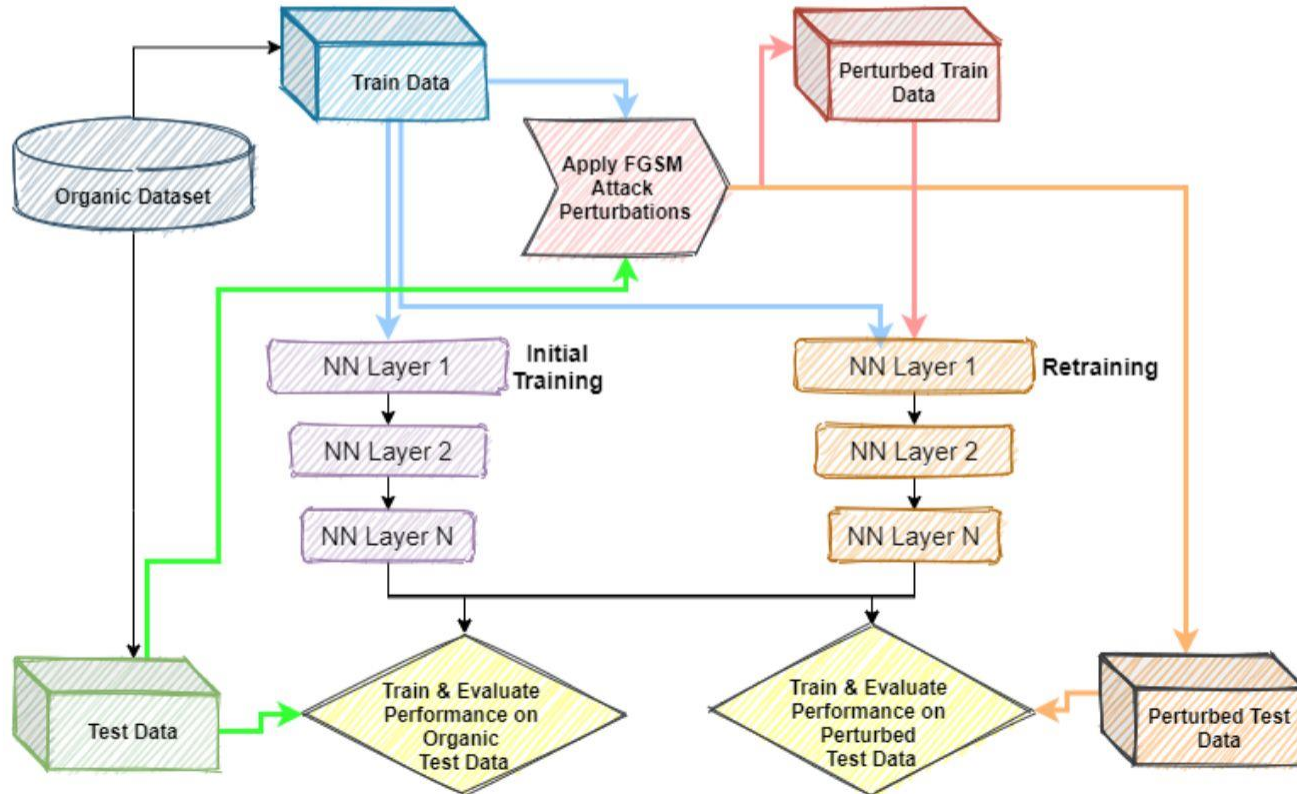 Train Data
Perturbed Train
Data
Organic Dataset
Apply FGSM
Attack
Perturbations
NN Layer 1
Initial
Training
NN Layer 1
Retraining
NN Layer 2
NN Layer 2
NN Layer N
NN Layer N
Test Data
Train & Evaluate
Performance on
Organic
Test Data
Train & Evaluate
Performance on
Perturbed
Test Data
Perturbed Test
Data